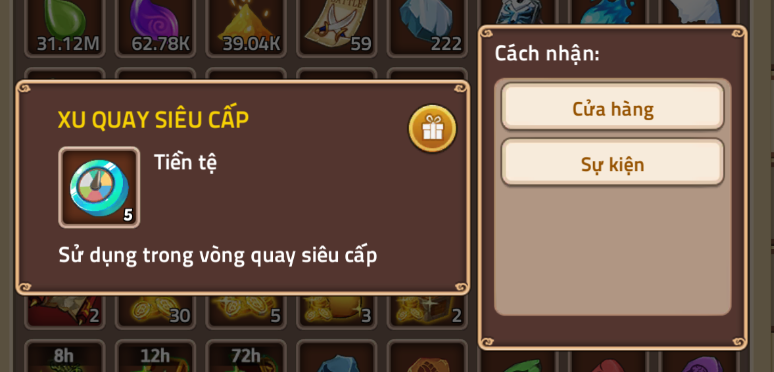 31.12M
62.78K
39.04K
59
222
Cách nhận:
Cửa hàng
Sự kiện
XU QUAY SIÊU CẤP
Tiền tệ
5
Sử dụng trong vòng quay siêu cấp
2
30
5
3
2
8h
12h
72h